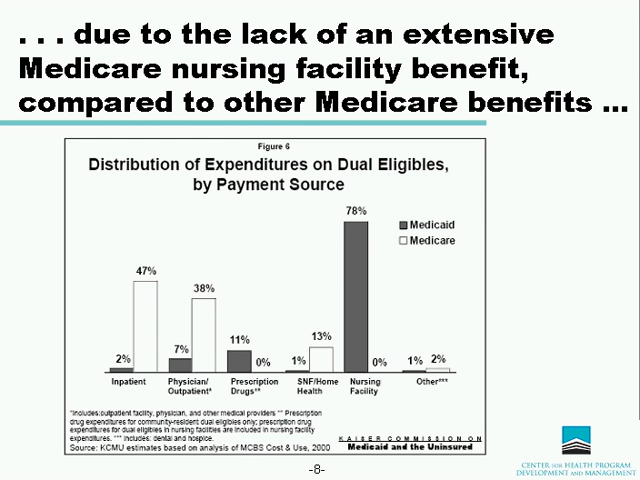 . . . due to the lack of an extensive
Medicare nursing facility benefit,
compared to other Medicare benefits ...
Figure 6
Distribution of Expenditures on Dual Eligibles,
by Payment Source
78%
Medicaid
Medicare
47%
38%
2%
7%
11%
0%
1%
13%
0%
1%
2%
Inpatient
Physician/
Outpatient*
Prescription
Drugs**
SNF/Home
Health
Nursing
Facility
Other***
*Includes:outpatient facility, physician, and other medical providers ** Prescription
drug expenditures for community-resident dual eligibles only; prescription drug
expenditures for dual eligibles in nursing facilities are included in nursing facility
expenditures. *** Includes: dental and hospice.
Source: KCMU estimates based on analysis of MCBS Cost & Use, 2000
KAISER COMMISSION ON
Medicaid and the Uninsured
-8-
CENTER FOR HEALTH PROGRAM
DEVELOPMENT AND MANAGEMENT